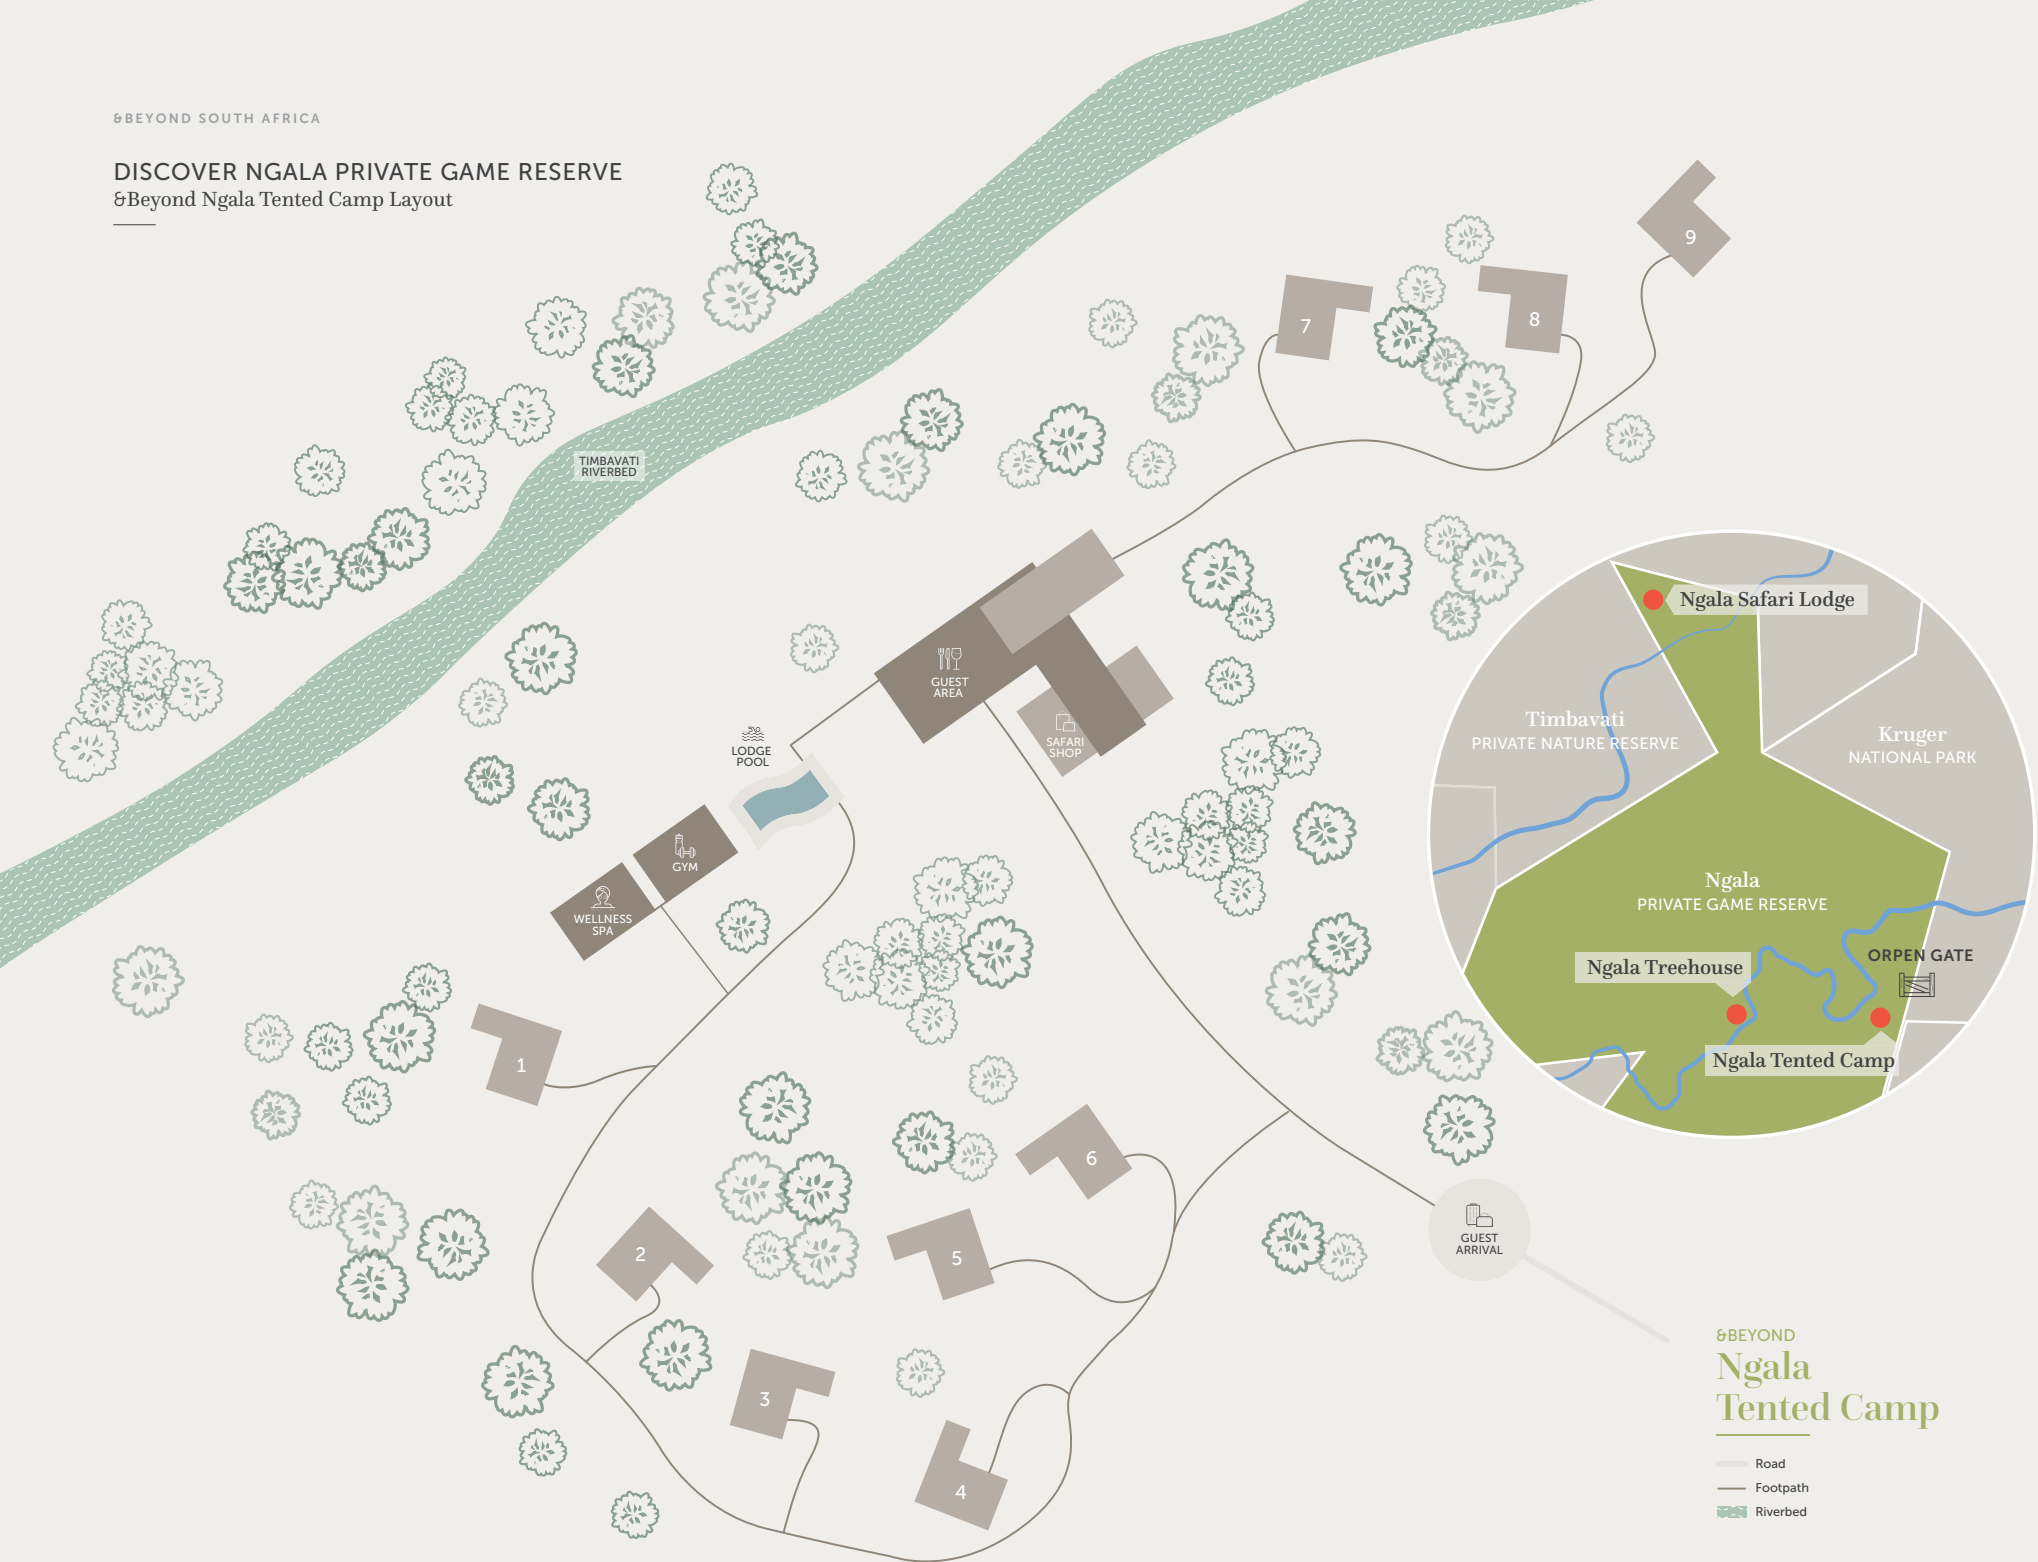 &BEYOND SOUTH AFRICA
DISCOVER NGALA PRIVATE GAME RESERVE
&Beyond Ngala Tented Camp Layout
TIMBAVATI
RIVERBED
9
7
8
GUEST
AREA
SAFARI
SHOP
LODGE
POOL
GYM
WELLNESS
SPA
1
2
3
4
5
6
GUEST
ARRIVAL
Ngala Safari Lodge
Timbavati
PRIVATE NATURE RESERVE
Kruger
NATIONAL PARK
Ngala
PRIVATE GAME RESERVE
ORPEN GATE
Ngala Treehouse
Ngala Tented Camp
&BEYOND
Ngala
Tented Camp
Road
Footpath
Riverbed